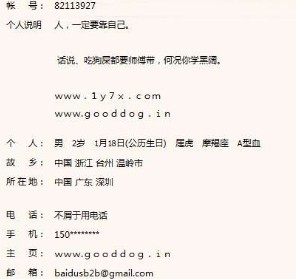 帐 号： 82113927
个人说明 人，一定要靠自己。
话说、吃狗屎都要师傅带，何况你学黑阔。
www.1y7x.com
www.gooddog.in
个 人： 男 2岁 1月18日(公历生日) 属虎 摩羯座 A型血
故 乡： 中国 浙江 台州 温岭市
所在地： 中国 广东 深圳
电 话： 不屑于用电话
手 机： 150********
主 页： www.gooddog.in
邮 箱： baidusb2b@gmail.com